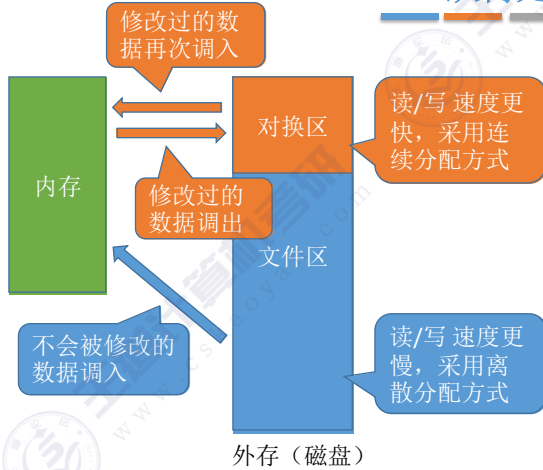 修改过的数
据再次调入
对换区
读/写 速度更
快，采用连
续分配方式
内存
修改过的
数据调出
文件区
不会被修改的
数据调入
读/写 速度更
慢，采用离
散分配方式
外存（磁盘）